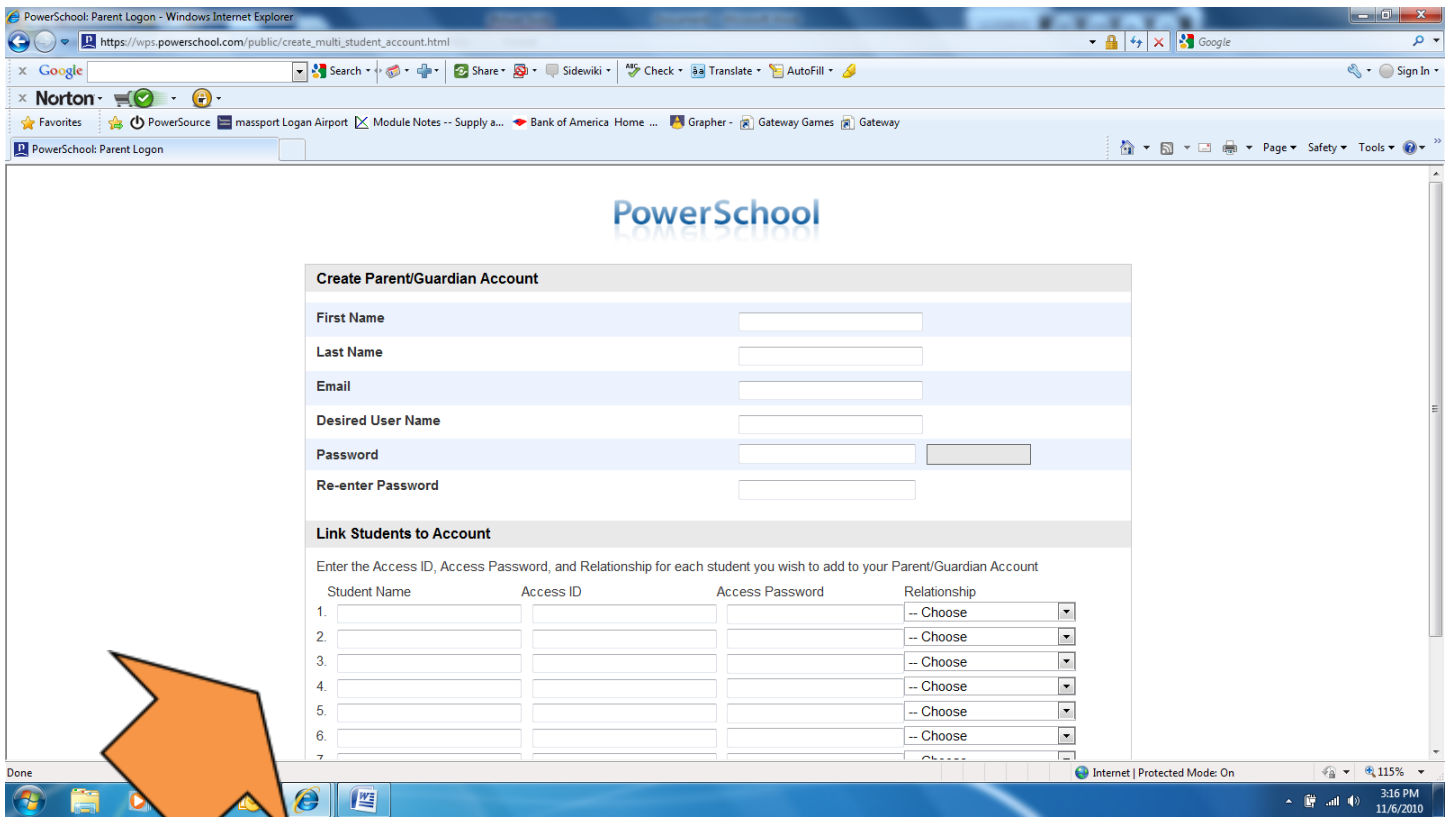 PowerSchool: Parent Logon - Windows Internet Explorer
https://wps.powerschool.com/public/create_multi_student_account.html
Google
x Google Search Share Sidewiki ABC Check Translate AutoFill Sign In
x Norton
Favorites PowerSource massport Logan Airport Module Notes -- Supply a... Bank of America Home ... Grapher - Gateway Games Gateway
PowerSchool: Parent Logon Page Safety Tools
PowerSchool
Create Parent/Guardian Account
First Name
Last Name
Email
Desired User Name
Password
Re-enter Password
Link Students to Account
Enter the Access ID, Access Password, and Relationship for each student you wish to add to your Parent/Guardian Account
Student Name Access ID Access Password Relationship
1. -- Choose
2. -- Choose
3. -- Choose
4. -- Choose
5. -- Choose
6. -- Choose
Done Internet | Protected Mode: On 115%
3:16 PM
11/6/2010